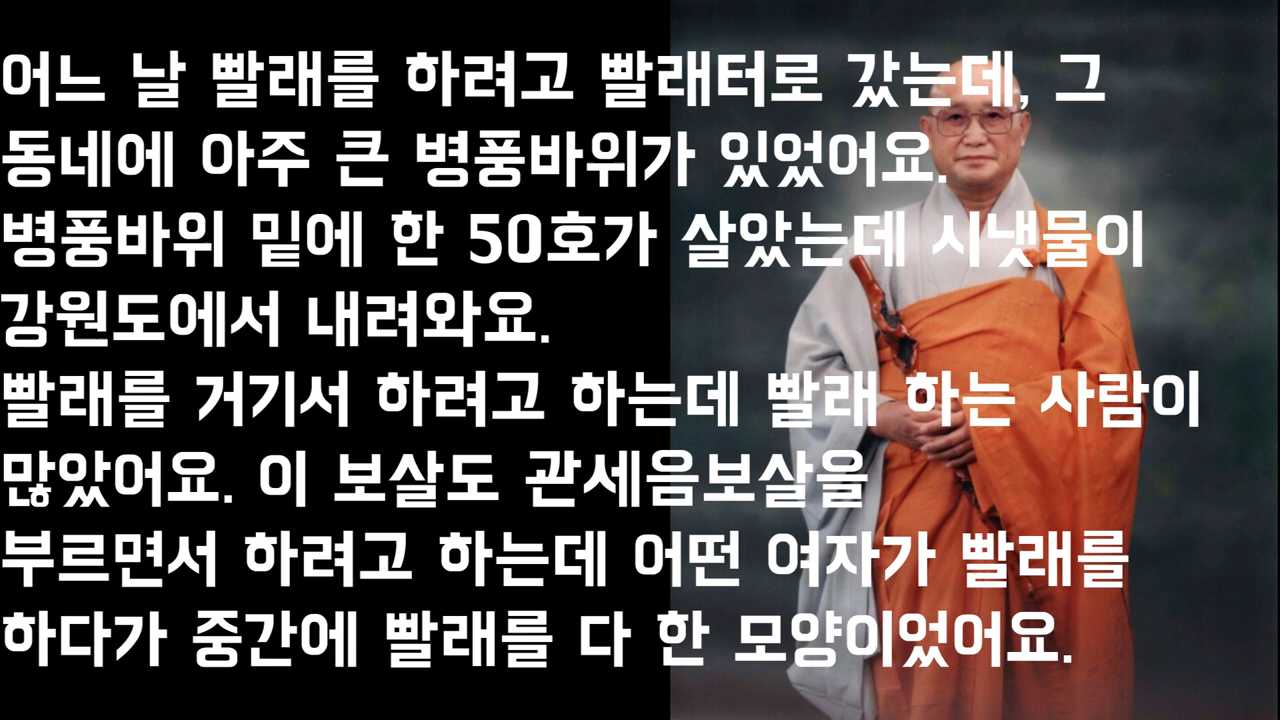 어느 날 빨래를 하려고 빨래터로 갔는데, 그
동네에 아주 큰 병풍바위가 있었어요.
병풍바위 밑에 한 50호가 살았는데 시냇물이
강원도에서 내려와요.
빨래를 거기서 하려고 하는데 빨래 하는 사람이
많았어요. 이 보살도 관세음보살을
부르면서 하려고 하는데 어떤 여자가 빨래를
하다가 중간에 빨래를 다 한 모양이었어요.